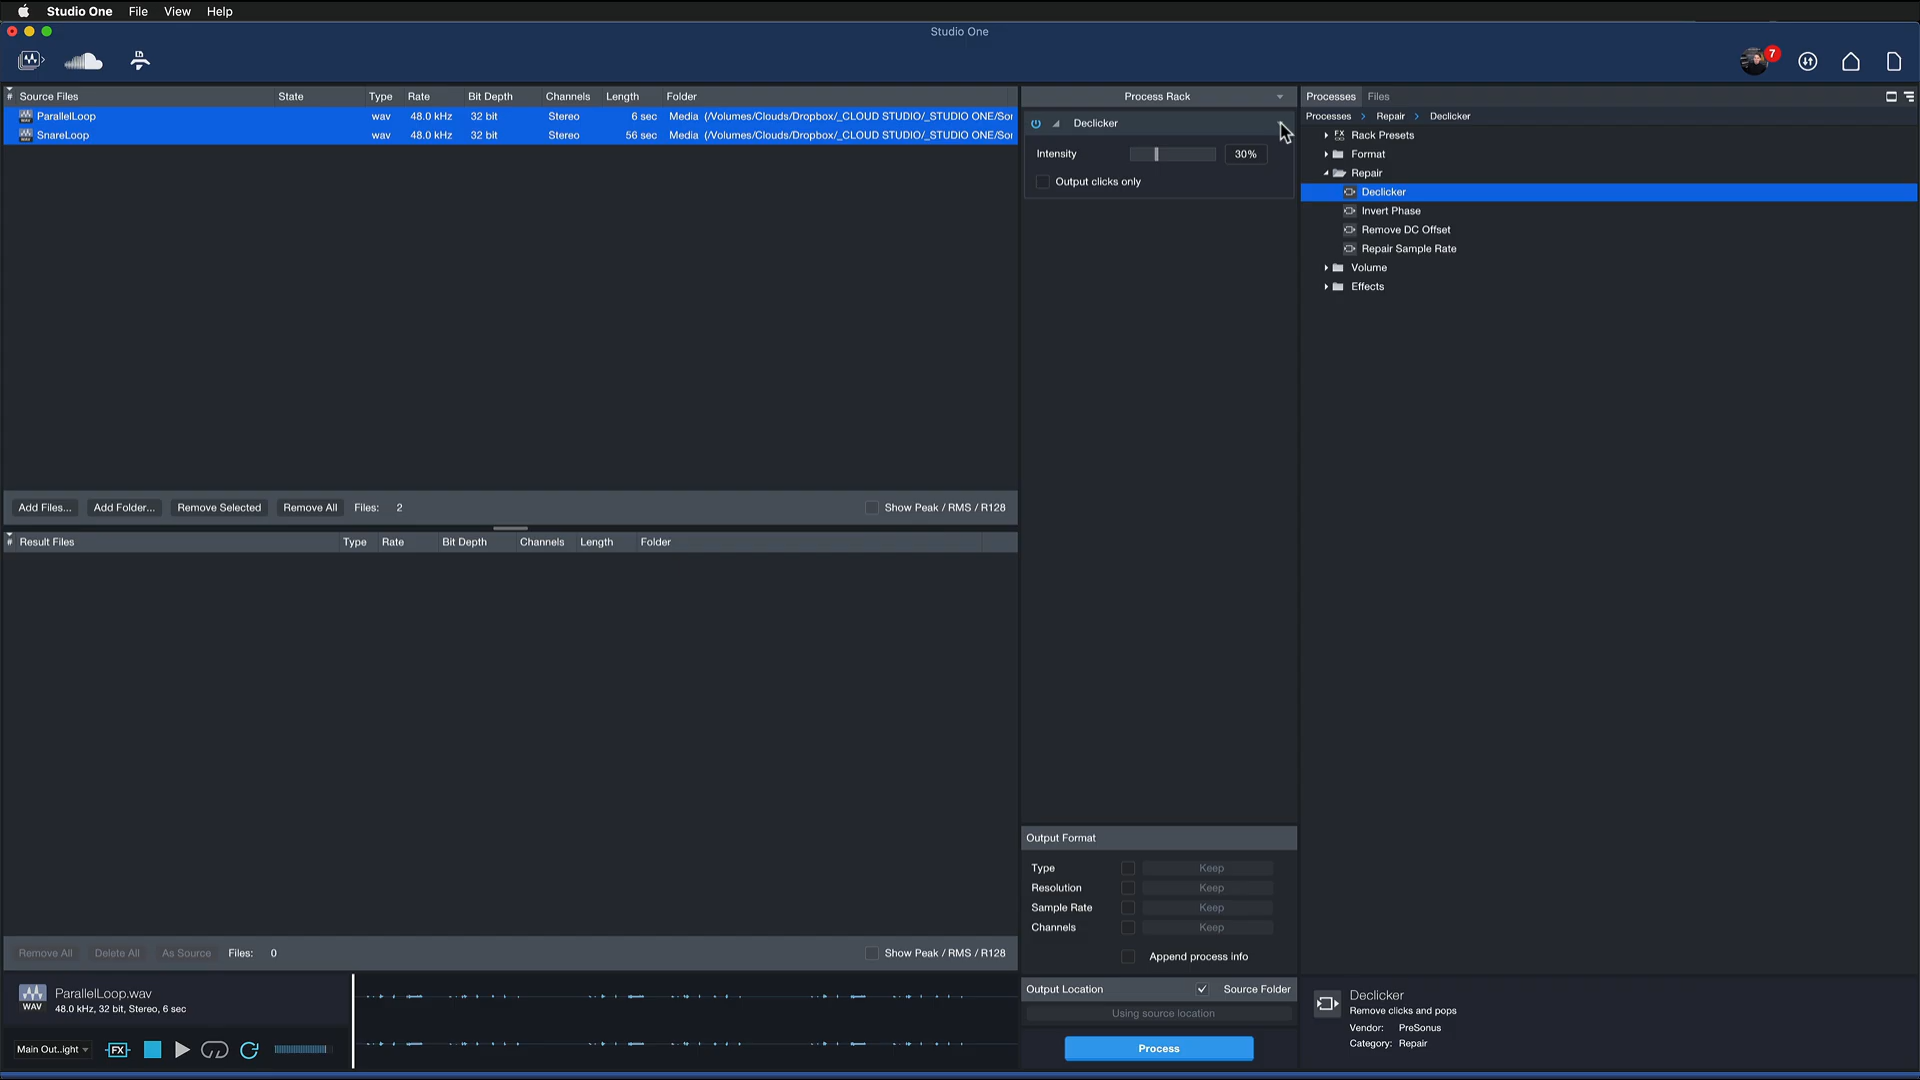 Studio One File View Help
Studio One
7
# Source Files State Type Rate Bit Depth Channels Length Folder
ParallelLoop wav 48.0 kHz 32 bit Stereo 6 sec Media (/Volumes/Clouds/Dropbox/_CLOUD STUDIO/_STUDIO ONE/Sor
SnareLoop wav 48.0 kHz 32 bit Stereo 56 sec Media (/Volumes/Clouds/Dropbox/_CLOUD STUDIO/_STUDIO ONE/Sor
Add Files... Add Folder... Remove Selected Remove All Files: 2 Show Peak / RMS / R128
# Result Files Type Rate Bit Depth Channels Length Folder
Remove All Delete All As Source Files: 0 Show Peak / RMS / R128
WAV
ParallelLoop.wav
48.0 kHz, 32 bit, Stereo, 6 sec
Main Out..ight FX
Process Rack
Declicker
Intensity 30%
Output clicks only
Output Format
Type Keep
Resolution Keep
Sample Rate Keep
Channels Keep
Append process info
Output Location Source Folder
Using source location
Process
Processes Files
Processes > Repair > Declicker
FX Rack Presets
Format
Repair
Declicker
Invert Phase
Remove DC Offset
Repair Sample Rate
Volume
Effects
Declicker
Remove clicks and pops
Vendor: PreSonus
Category: Repair